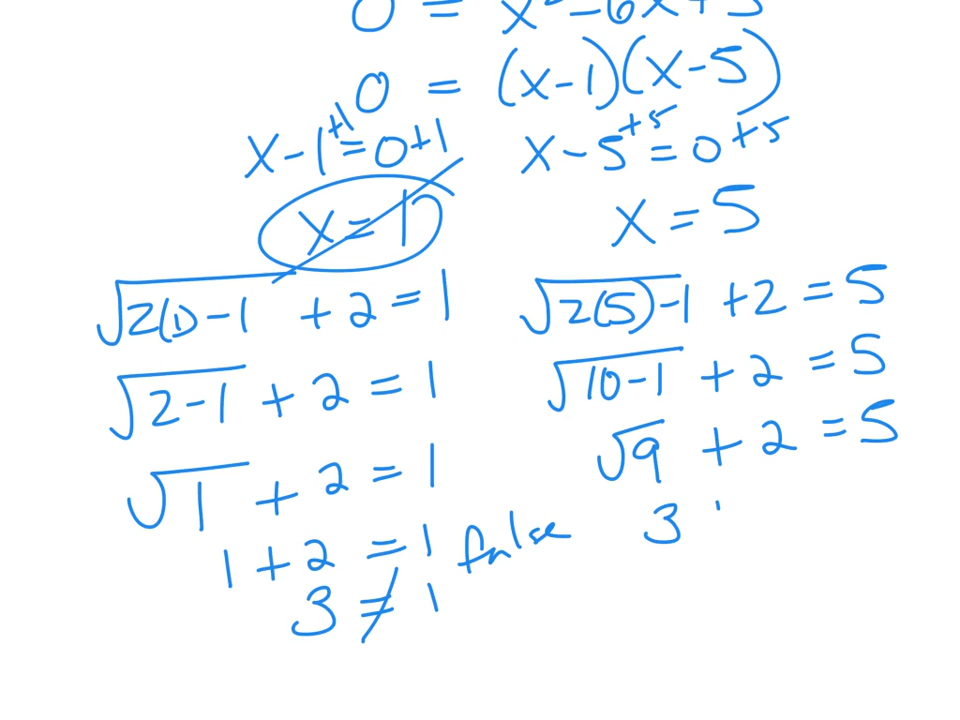 0 = x² - 6x + 5
0 = (x-1)(x-5)
x - 1 +1 = 0 +1 x - 5 +5 = 0 +5
x = 1 x = 5
√2(1)-1 + 2 = 1 √2(5)-1 + 2 = 5
√2-1 + 2 = 1 √10-1 + 2 = 5
√1 + 2 = 1 √9 + 2 = 5
1 + 2 = 1 false 3
3 ≠ 1